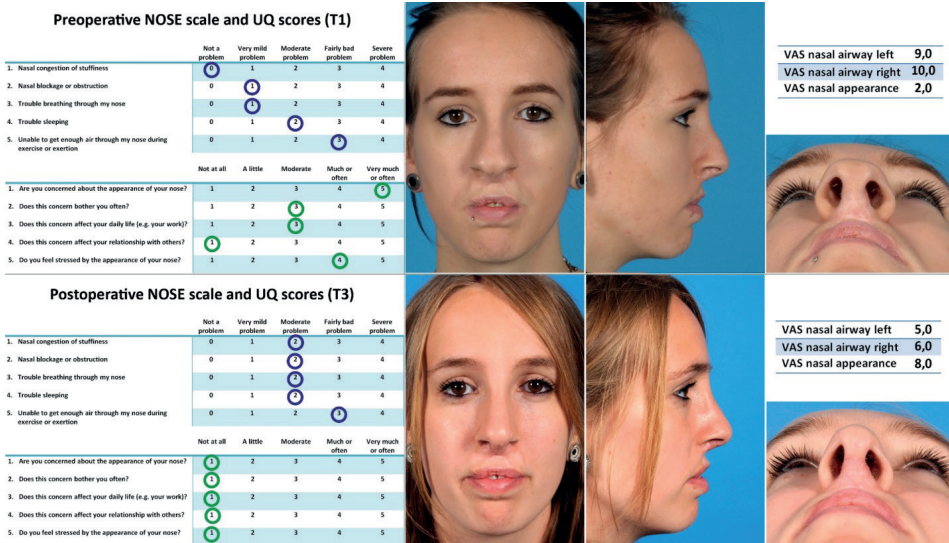 Preoperative NOSE scale and UQ scores (T1)
Not a problem Very mild problem Moderate problem Fairly bad problem Severe problem
1. Nasal congestion of stuffiness 0 1 2 3 4
2. Nasal blockage or obstruction 0 1 2 3 4
3. Trouble breathing through my nose 0 1 2 3 4
4. Trouble sleeping 0 1 2 3 4
5. Unable to get enough air through my nose during exercise or exertion 0 1 2 3 4
Not at all A little Moderate Much or often Very much or often
1. Are you concerned about the appearance of your nose? 1 2 3 4 5
2. Does this concern bother you often? 1 2 3 4 5
3. Does this concern affect your daily life (e.g. your work)? 1 2 3 4 5
4. Does this concern affect your relationship with others? 1 2 3 4 5
5. Do you feel stressed by the appearance of your nose? 1 2 3 4 5
VAS nasal airway left 9,0
VAS nasal airway right 10,0
VAS nasal appearance 2,0
Postoperative NOSE scale and UQ scores (T3)
Not a problem Very mild problem Moderate problem Fairly bad problem Severe problem
1. Nasal congestion of stuffiness 0 1 2 3 4
2. Nasal blockage or obstruction 0 1 2 3 4
3. Trouble breathing through my nose 0 1 2 3 4
4. Trouble sleeping 0 1 2 3 4
5. Unable to get enough air through my nose during exercise or exertion 0 1 2 3 4
Not at all A little Moderate Much or often Very much or often
1. Are you concerned about the appearance of your nose? 1 2 3 4 5
2. Does this concern bother you often? 1 2 3 4 5
3. Does this concern affect your daily life (e.g. your work)? 1 2 3 4 5
4. Does this concern affect your relationship with others? 1 2 3 4 5
5. Do you feel stressed by the appearance of your nose? 1 2 3 4 5
VAS nasal airway left 5,0
VAS nasal airway right 6,0
VAS nasal appearance 8,0